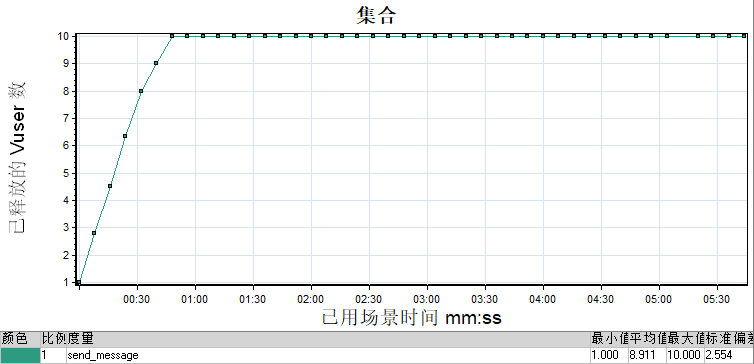 集合
已释放的 Vuser 数
10
9
8
7
6
5
4
3
2
1
00:30 01:00 01:30 02:00 02:30 03:00 03:30 04:00 04:30 05:00 05:30
已用场景时间 mm:ss
颜色 比例 度量 最小值 平均值 最大值 标准偏差
1 send_message 1.000 8.911 10.000 2.554